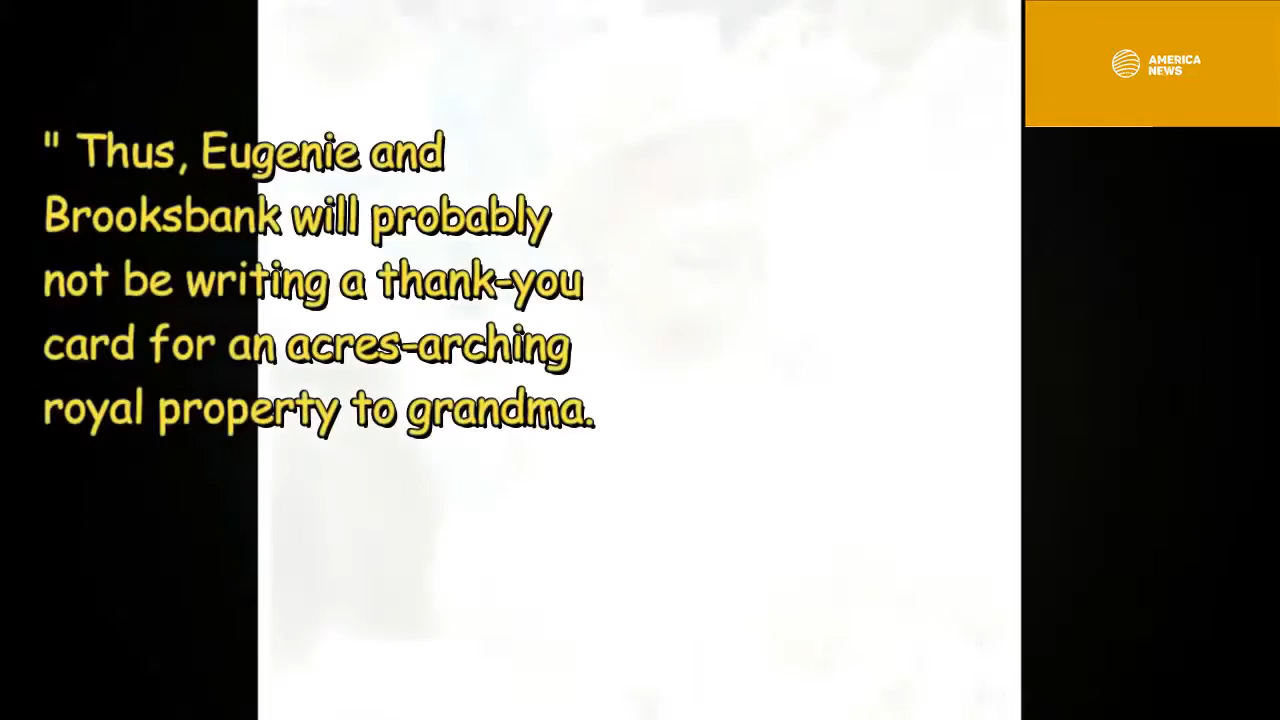 AMERICA
NEWS
" Thus, Eugenie and
Brooksbank will probably
not be writing a thank-you
card for an acres-arching
royal property to grandma.